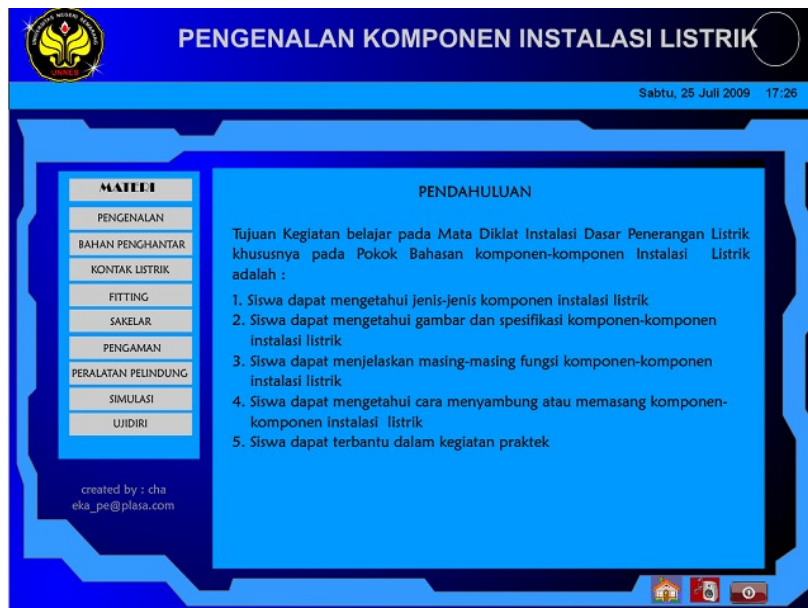 UNIVERSITAS NEGERI SEMARANG
UNNES
PENGENALAN KOMPONEN INSTALASI LISTRIK
Sabtu, 25 Juli 2009 17:26
MATERI
PENGENALAN
BAHAN PENGHANTAR
KONTAK LISTRIK
FITTING
SAKELAR
PENGAMAN
PERALATAN PELINDUNG
SIMULASI
UJIDIRI
created by : cha
eka_pe@plasa.com
PENDAHULUAN
Tujuan Kegiatan belajar pada Mata Diklat Instalasi Dasar Penerangan Listrik
khususnya pada Pokok Bahasan komponen-komponen Instalasi Listrik
adalah :
1. Siswa dapat mengetahui jenis-jenis komponen instalasi listrik
2. Siswa dapat mengetahui gambar dan spesifikasi komponen-komponen
instalasi listrik
3. Siswa dapat menjelaskan masing-masing fungsi komponen-komponen
instalasi listrik
4. Siswa dapat mengetahui cara menyambung atau memasang komponen-
komponen instalasi listrik
5. Siswa dapat terbantu dalam kegiatan praktek